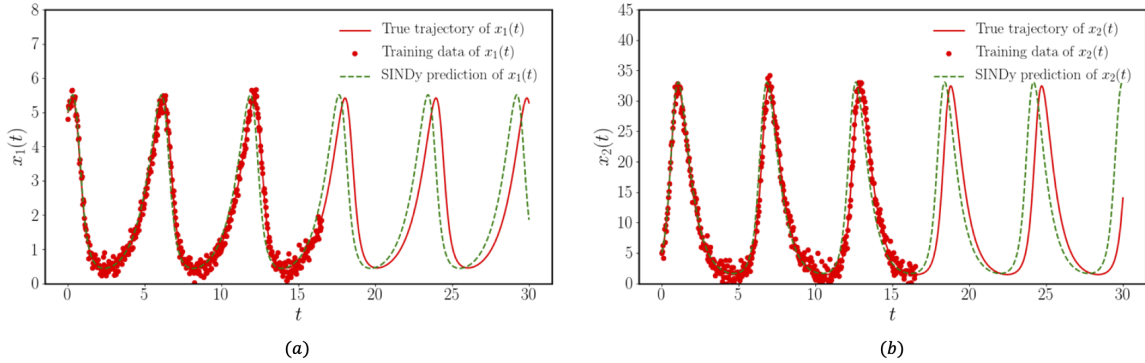 8
7
6
5
4
3
2
1
0
x₁(t)
True trajectory of x₁(t)
Training data of x₁(t)
SINDy prediction of x₁(t)
0 5 10 15 20 25 30
t
(a)
45
40
35
30
25
20
15
10
5
0
x₂(t)
True trajectory of x₂(t)
Training data of x₂(t)
SINDy prediction of x₂(t)
0 5 10 15 20 25 30
t
(b)